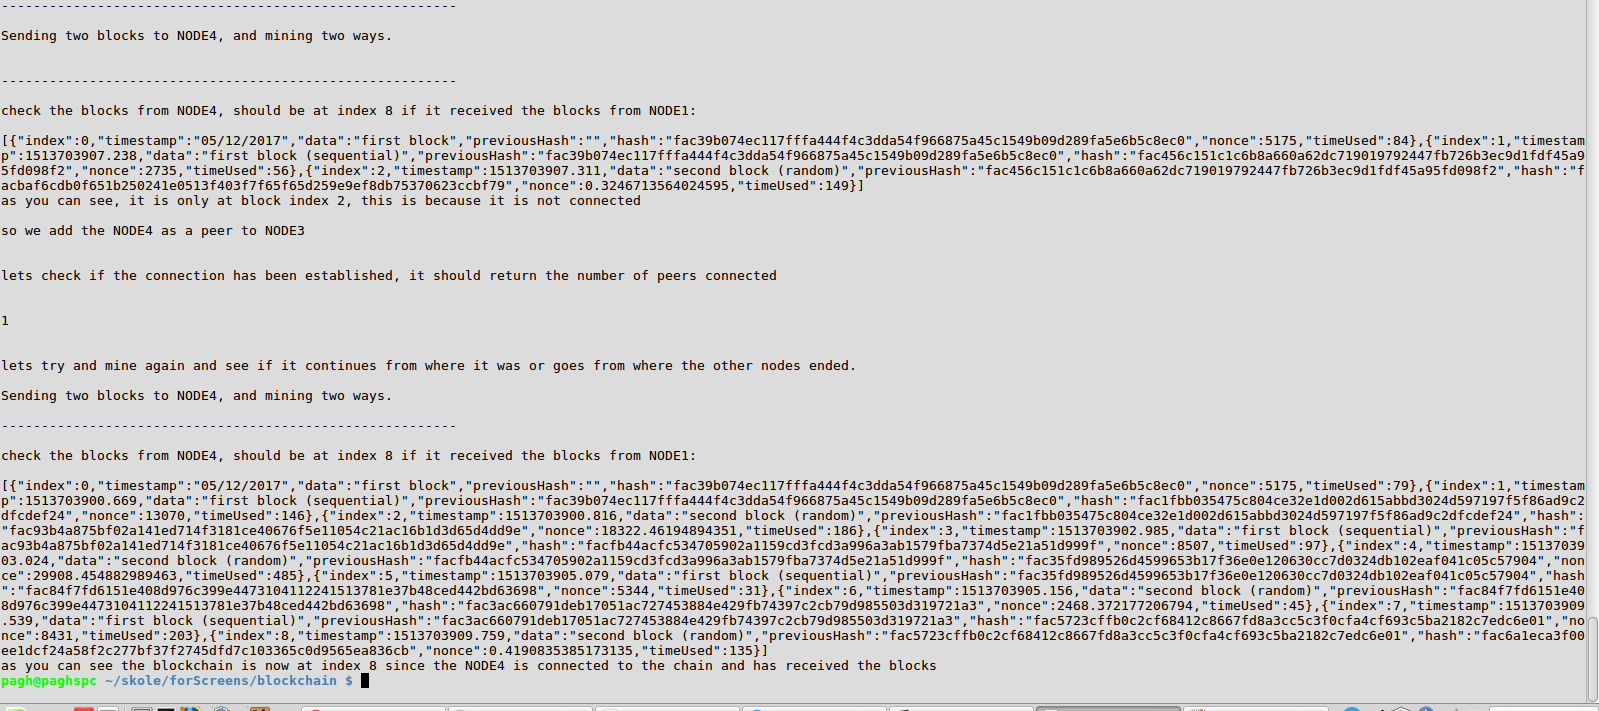 ---------------------------------------------------------
Sending two blocks to NODE4, and mining two ways.
---------------------------------------------------------
check the blocks from NODE4, should be at index 8 if it received the blocks from NODE1:
[{"index":0,"timestamp":"05/12/2017","data":"first block","previousHash":"","hash":"fac39b074ec117fffa444f4c3dda54f966875a45c1549b09d289fa5e6b5c8ec0","nonce":5175,"timeUsed":84},{"index":1,"timestam
p":1513703907.238,"data":"first block (sequential)","previousHash":"fac39b074ec117fffa444f4c3dda54f966875a45c1549b09d289fa5e6b5c8ec0","hash":"fac456c151c1c6b8a660a62dc719019792447fb726b3ec9d1fdf45a9
5fd098f2","nonce":2735,"timeUsed":56},{"index":2,"timestamp":1513703907.311,"data":"second block (random)","previousHash":"fac456c151c1c6b8a660a62dc719019792447fb726b3ec9d1fdf45a95fd098f2","hash":"f
acbaf6cdb0f651b250241e0513f403f7f65f65d259e9ef8db75370623ccbf79","nonce":0.3246713564024595,"timeUsed":149}]
as you can see, it is only at block index 2, this is because it is not connected
so we add the NODE4 as a peer to NODE3
lets check if the connection has been established, it should return the number of peers connected
1
lets try and mine again and see if it continues from where it was or goes from where the other nodes ended.
Sending two blocks to NODE4, and mining two ways.
---------------------------------------------------------
check the blocks from NODE4, should be at index 8 if it received the blocks from NODE1:
[{"index":0,"timestamp":"05/12/2017","data":"first block","previousHash":"","hash":"fac39b074ec117fffa444f4c3dda54f966875a45c1549b09d289fa5e6b5c8ec0","nonce":5175,"timeUsed":79},{"index":1,"timestam
p":1513703900.669,"data":"first block (sequential)","previousHash":"fac39b074ec117fffa444f4c3dda54f966875a45c1549b09d289fa5e6b5c8ec0","hash":"fac1fbb035475c804ce32e1d002d615abbd3024d597197f5f86ad9c2
dfcdef24","nonce":13070,"timeUsed":146},{"index":2,"timestamp":1513703900.816,"data":"second block (random)","previousHash":"fac1fbb035475c804ce32e1d002d615abbd3024d597197f5f86ad9c2dfcdef24","hash":
"fac93b4a875bf02a141ed714f3181ce40676f5e11054c21ac16b1d3d65d4dd9e","nonce":18322.46194894351,"timeUsed":186},{"index":3,"timestamp":1513703902.985,"data":"first block (sequential)","previousHash":"f
ac93b4a875bf02a141ed714f3181ce40676f5e11054c21ac16b1d3d65d4dd9e","hash":"facfb44acfc534705902a1159cd3fcd3a996a3ab1579fba7374d5e21a51d999f","nonce":8507,"timeUsed":97},{"index":4,"timestamp":15137039
03.024,"data":"second block (random)","previousHash":"facfb44acfc534705902a1159cd3fcd3a996a3ab1579fba7374d5e21a51d999f","hash":"fac35fd989526d4599653b17f36e0e120630cc7d0324db102eaf041c05c57904","non
ce":29908.454882989463,"timeUsed":485},{"index":5,"timestamp":1513703905.079,"data":"first block (sequential)","previousHash":"fac35fd989526d4599653b17f36e0e120630cc7d0324db102eaf041c05c57904","hash
":"fac84f7fd6151e408d976c399e4473104112241513781e37b48ced442bd63698","nonce":5344,"timeUsed":31},{"index":6,"timestamp":1513703905.156,"data":"second block (random)","previousHash":"fac84f7fd6151e40
8d976c399e4473104112241513781e37b48ced442bd63698","hash":"fac3ac660791deb17051ac727453884e429fb74397c2cb79d985503d319721a3","nonce":2468.372177206794,"timeUsed":45},{"index":7,"timestamp":1513703909
.539,"data":"first block (sequential)","previousHash":"fac3ac660791deb17051ac727453884e429fb74397c2cb79d985503d319721a3","hash":"fac5723cffb0c2cf68412c8667fd8a3cc5c3f0cfa4cf693c5ba2182c7edc6e01","no
nce":8431,"timeUsed":203},{"index":8,"timestamp":1513703909.759,"data":"second block (random)","previousHash":"fac5723cffb0c2cf68412c8667fd8a3cc5c3f0cfa4cf693c5ba2182c7edc6e01","hash":"fac6a1eca3f00
ee1dcf24a58f2c277bf37f2745dfd7c103365c0d9565ea836cb","nonce":0.4190835385173135,"timeUsed":135}]
as you can see the blockchain is now at index 8 since the NODE4 is connected to the chain and has received the blocks
pagh@paghspc ~/skole/forScreens/blockchain $